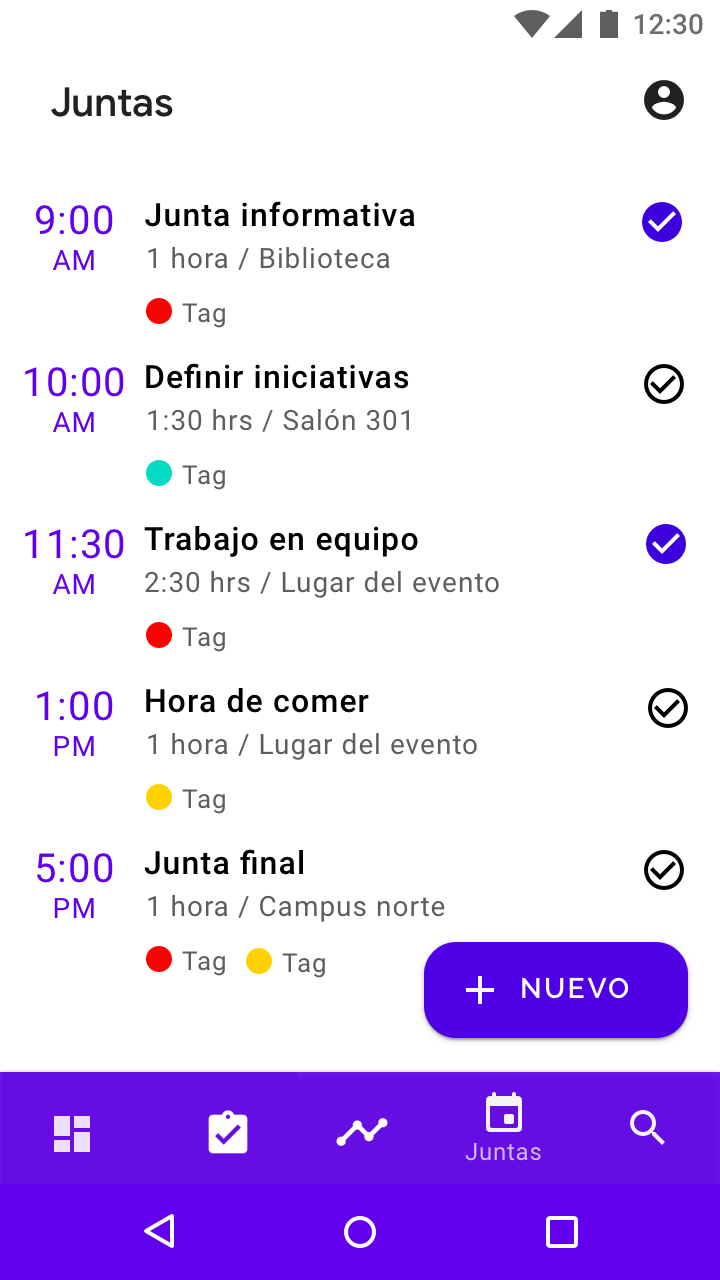 12:30
Juntas
9:00 AM
Junta informativa
1 hora / Biblioteca
Tag
10:00 AM
Definir iniciativas
1:30 hrs / Salón 301
Tag
11:30 AM
Trabajo en equipo
2:30 hrs / Lugar del evento
Tag
1:00 PM
Hora de comer
1 hora / Lugar del evento
Tag
5:00 PM
Junta final
1 hora / Campus norte
Tag Tag
NUEVO
Juntas